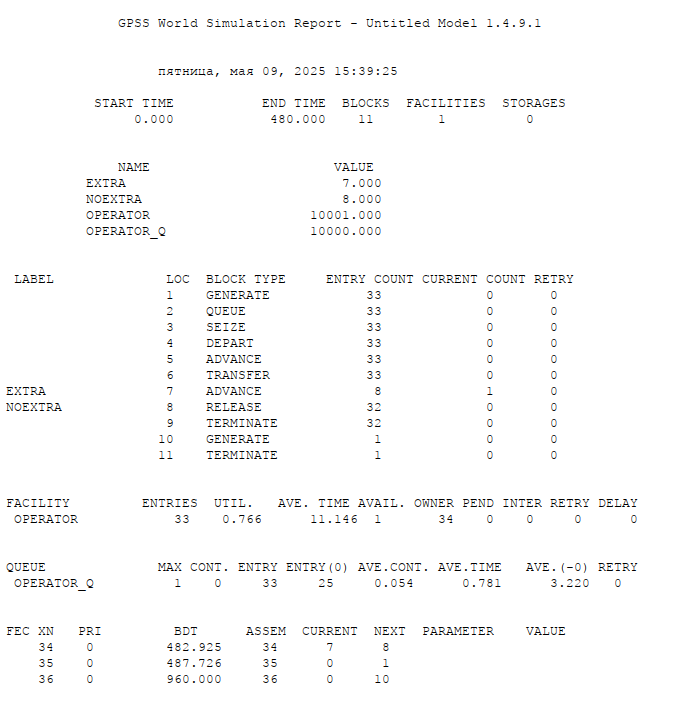 GPSS World Simulation Report - Untitled Model 1.4.9.1
пятница, мая 09, 2025 15:39:25
START TIME END TIME BLOCKS FACILITIES STORAGES
0.000 480.000 11 1 0
NAME VALUE
EXTRA 7.000
NOEXTRA 8.000
OPERATOR 10001.000
OPERATOR_Q 10000.000
LABEL LOC BLOCK TYPE ENTRY COUNT CURRENT COUNT RETRY
1 GENERATE 33 0 0
2 QUEUE 33 0 0
3 SEIZE 33 0 0
4 DEPART 33 0 0
5 ADVANCE 33 0 0
6 TRANSFER 33 0 0
EXTRA 7 ADVANCE 8 1 0
NOEXTRA 8 RELEASE 32 0 0
9 TERMINATE 32 0 0
10 GENERATE 1 0 0
11 TERMINATE 1 0 0
FACILITY ENTRIES UTIL. AVE. TIME AVAIL. OWNER PEND INTER RETRY DELAY
OPERATOR 33 0.766 11.146 1 34 0 0 0 0
QUEUE MAX CONT. ENTRY ENTRY(0) AVE.CONT. AVE.TIME AVE.(-0) RETRY
OPERATOR_Q 1 0 33 25 0.054 0.781 3.220 0
FEC XN PRI BDT ASSEM CURRENT NEXT PARAMETER VALUE
34 0 482.925 34 7 8
35 0 487.726 35 0 1
36 0 960.000 36 0 10